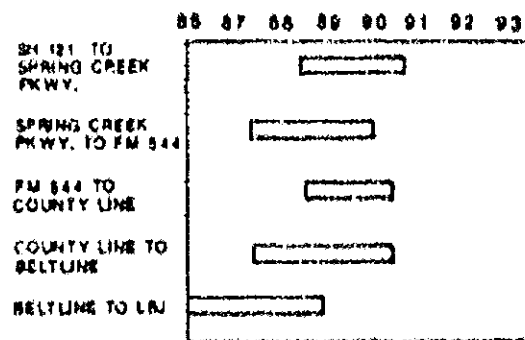 86 87 88 89 90 91 92 93
SH 121 TO
SPRING CREEK
PKWY.
SPRING CREEK
PKWY. TO FM 544
FM 544 TO
COUNTY LINE
COUNTY LINE TO
BELTLINE
BELTLINE TO LBJ